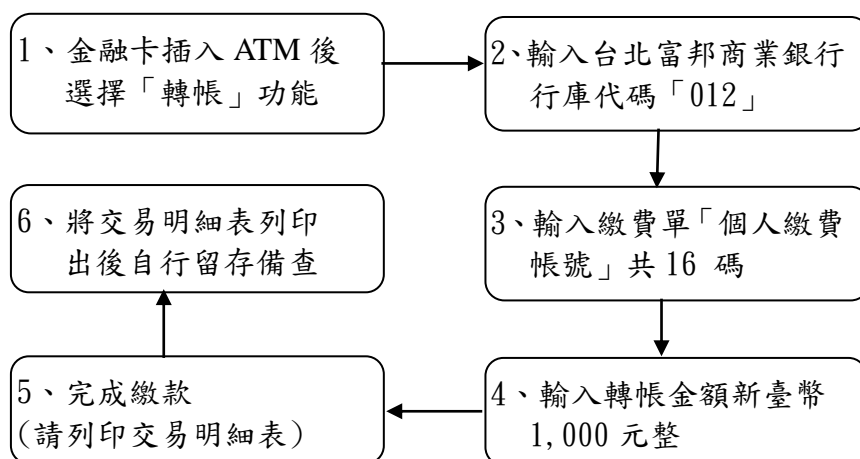 1、金融卡插入 ATM 後
選擇「轉帳」功能
2、輸入台北富邦商業銀行
行庫代碼「012」
3、輸入繳費單「個人繳費
帳號」共 16 碼
4、輸入轉帳金額新臺幣
1,000 元整
5、完成繳款
(請列印交易明細表)
6、將交易明細表列印
出後自行留存備查